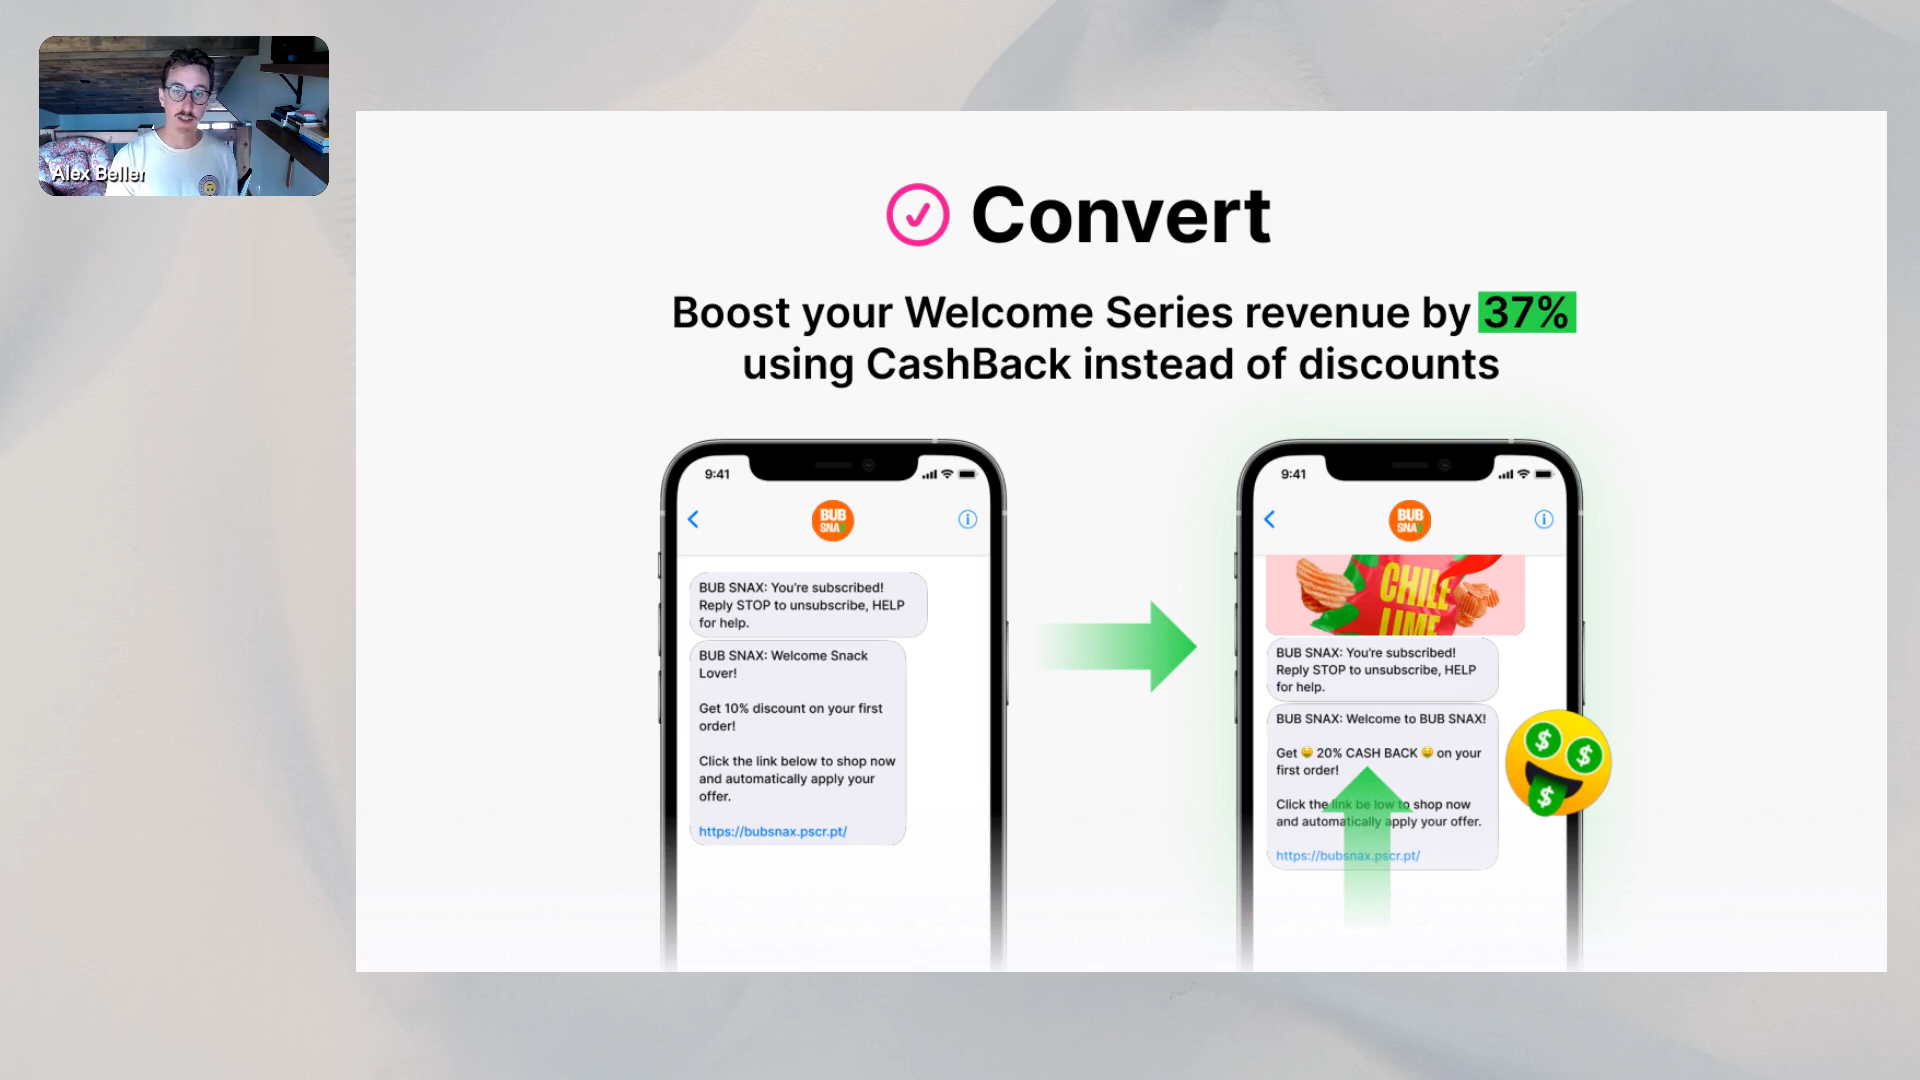 Alex Beller
Convert
Boost your Welcome Series revenue by 37%
using CashBack instead of discounts
9:41
BUB
SNAX
BUB SNAX: You're subscribed!
Reply STOP to unsubscribe, HELP
for help.
BUB SNAX: Welcome Snack
Lover!
Get 10% discount on your first
order!
Click the link below to shop now
and automatically apply your
offer.
https://bubsnax.pscr.pt/
9:41
BUB
SNAX
CHILE
LIME
BUB SNAX: You're subscribed!
Reply STOP to unsubscribe, HELP
for help.
BUB SNAX: Welcome to BUB SNAX!
Get 🤑 20% CASH BACK 🤑 on your
first order!
Click the link be low to shop now
and automatically apply your offer.
https://bubsnax.pscr.pt/